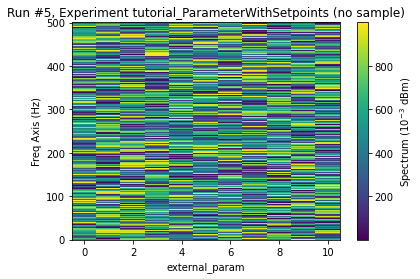 Run #5, Experiment tutorial_ParameterWithSetpoints (no sample)
500
400
300
200
100
0
Freq Axis (Hz)
0 2 4 6 8 10
external_param
800
600
400
200
Spectrum (10⁻³ dBm)